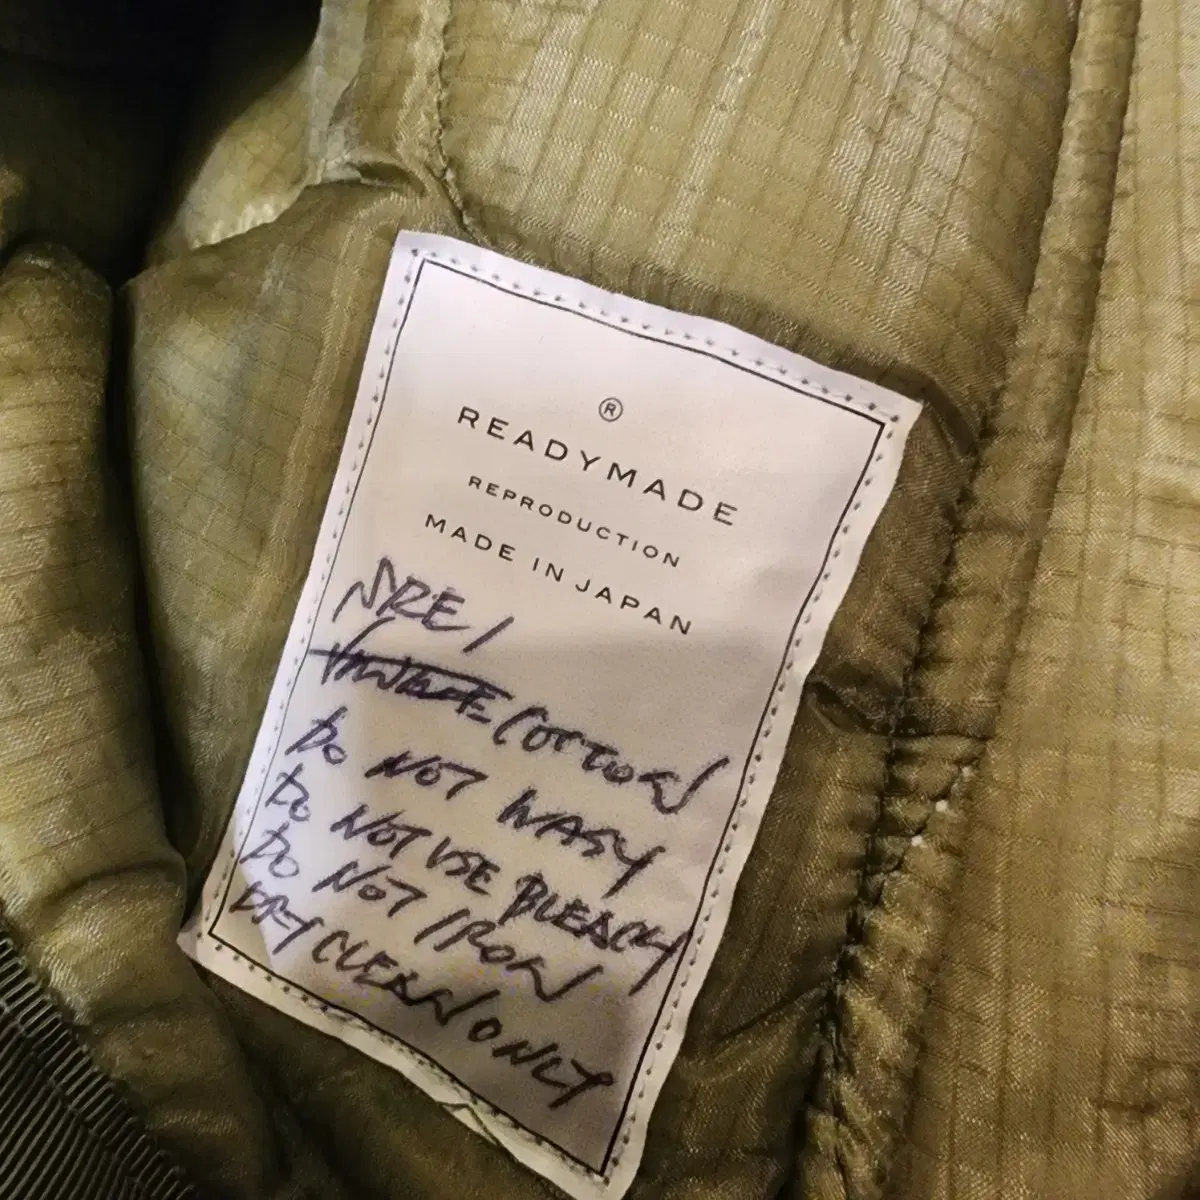 ®
READYMADE
REPRODUCTION
MADE IN JAPAN
SIZE 1
COTTON
DO NOT WASH
DO NOT USE BLEACH
DO NOT IRON
DRY CLEAN ONLY